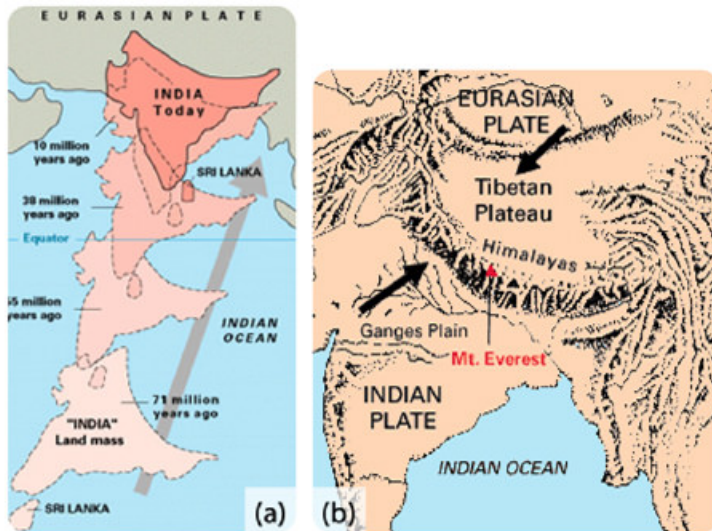 EURASIAN PLATE
INDIA
Today
10 million
years ago
SRI LANKA
38 million
years ago
Equator
55 million
years ago
INDIAN
OCEAN
71 million
years ago
"INDIA"
Land mass
SRI LANKA
(a)
EURASIAN
PLATE
Tibetan
Plateau
Himalayas
Ganges Plain
Mt. Everest
INDIAN
PLATE
INDIAN OCEAN
(b)